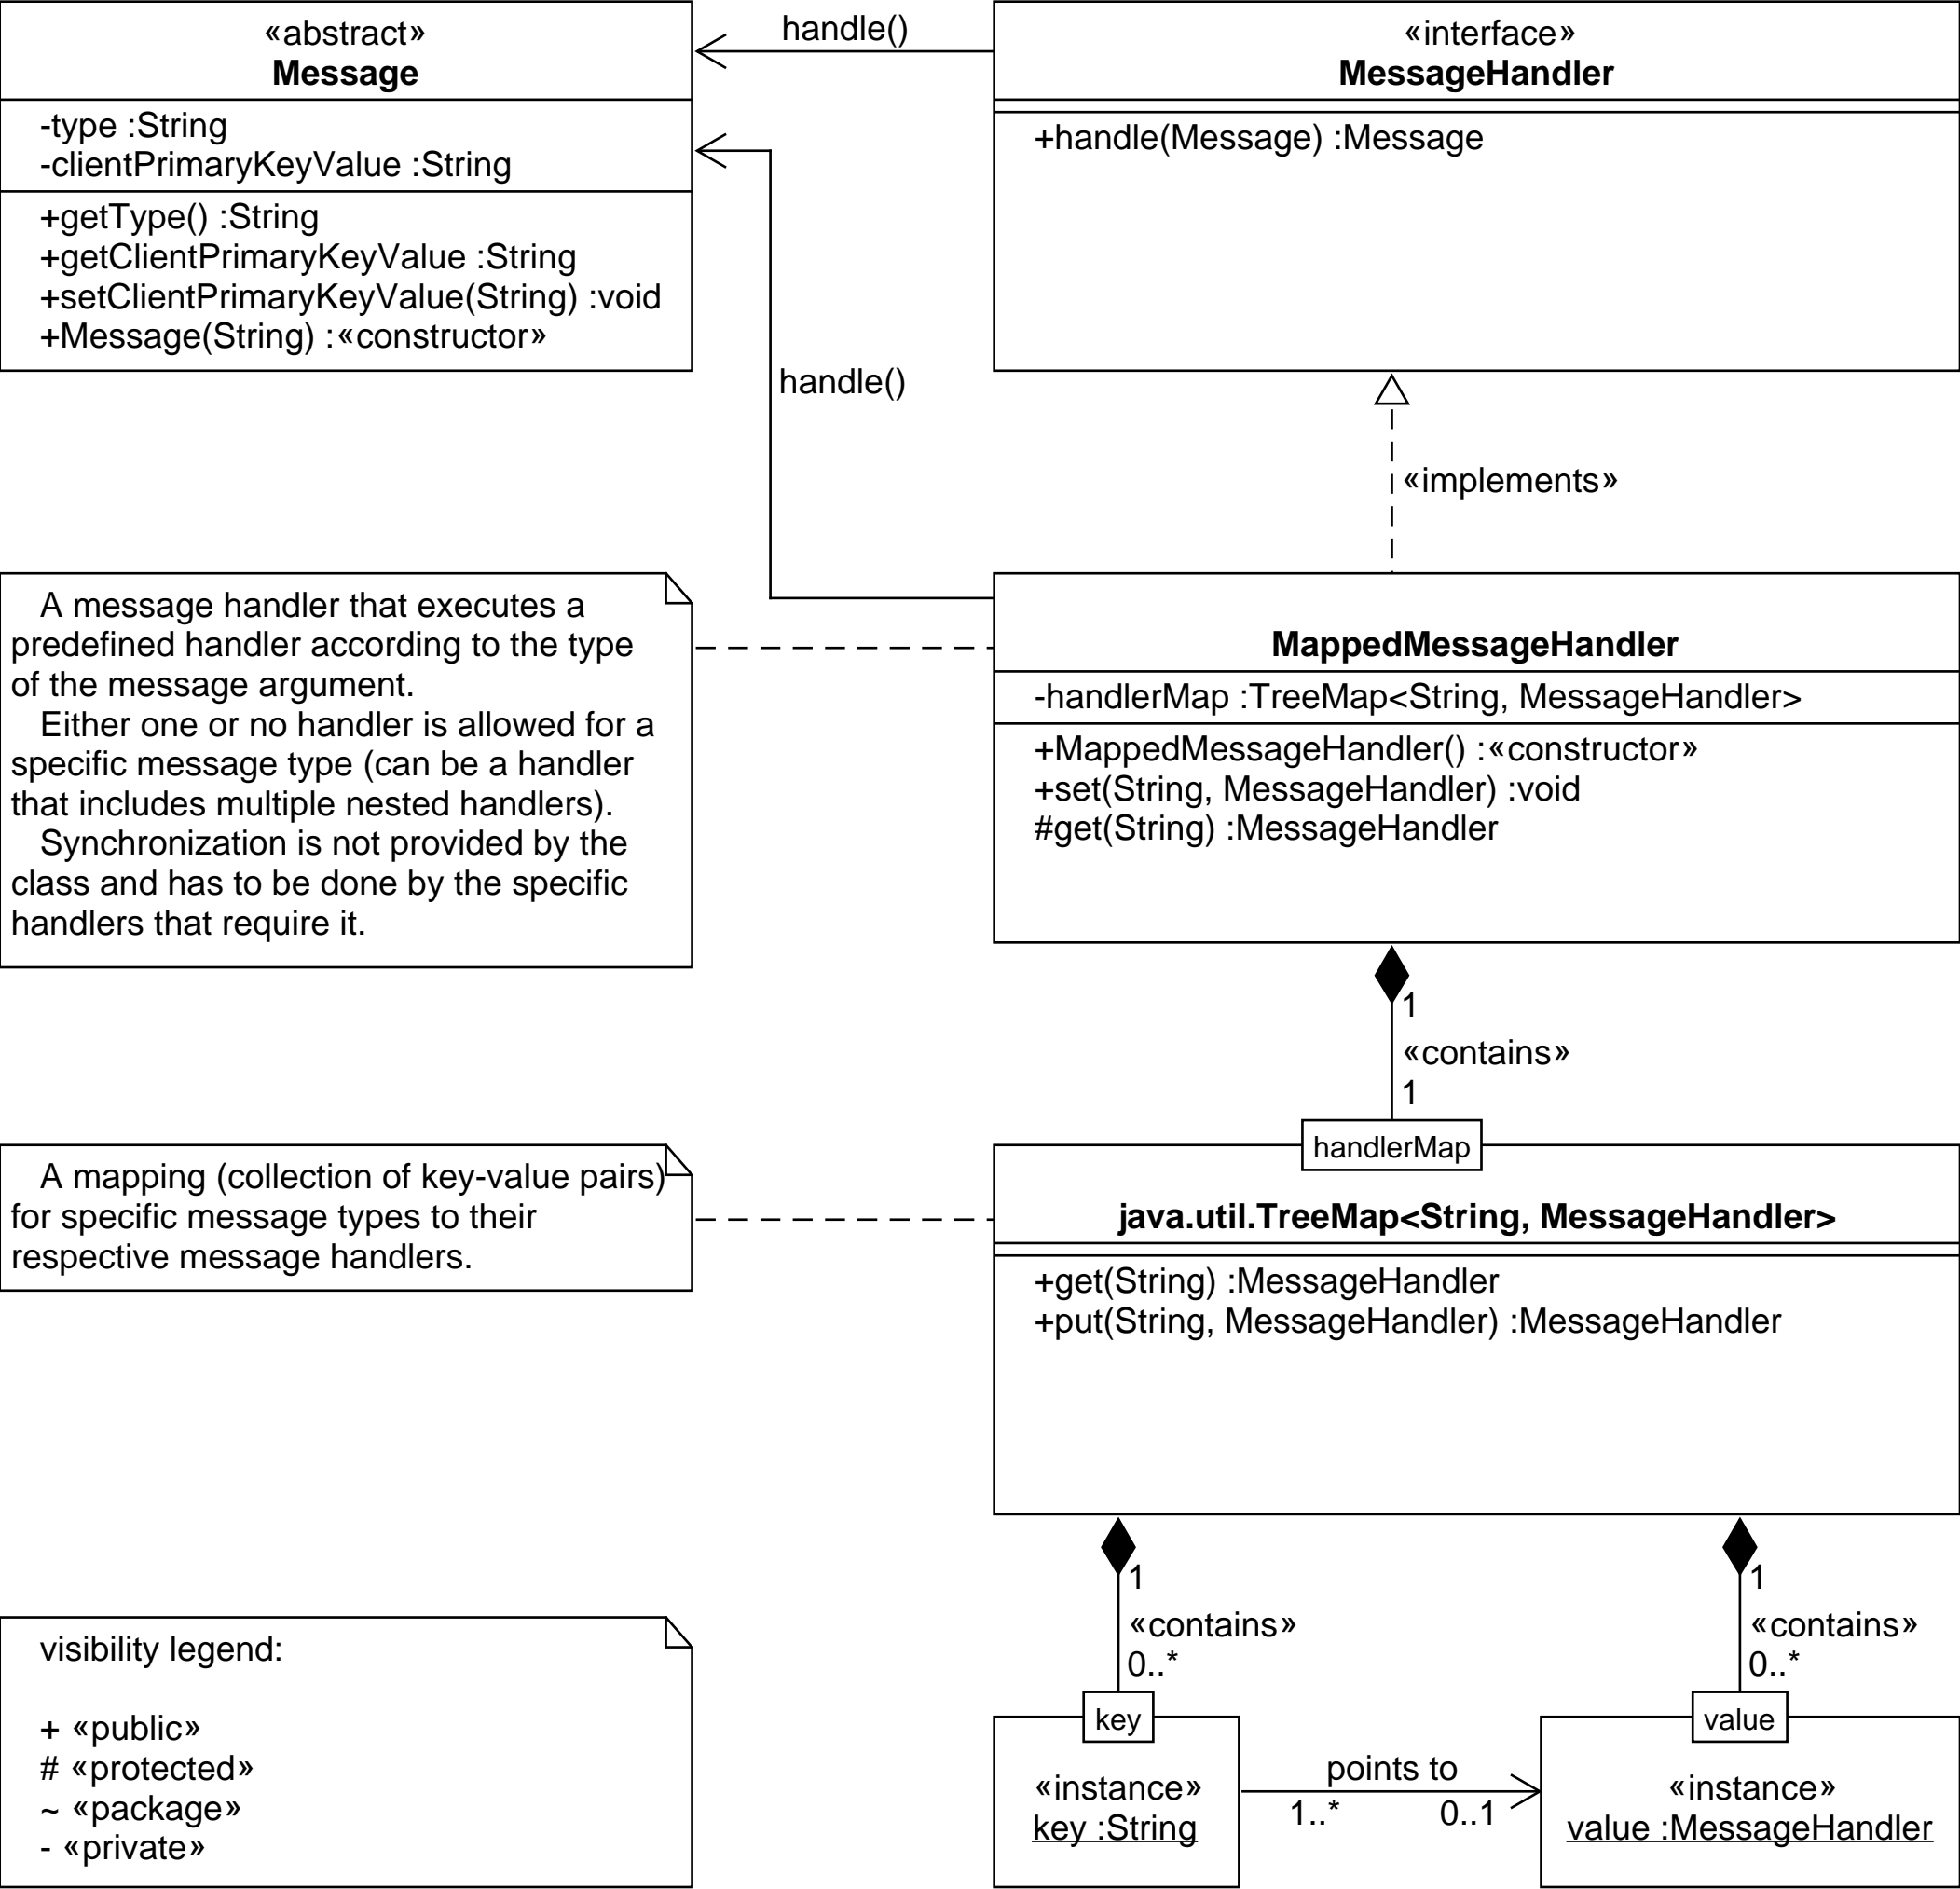 «abstract»
Message
-type :String
-clientPrimaryKeyValue :String
+getType() :String
+getClientPrimaryKeyValue :String
+setClientPrimaryKeyValue(String) :void
+Message(String) :«constructor»
handle()
«interface»
MessageHandler
+handle(Message) :Message
handle()
«implements»
A message handler that executes a
predefined handler according to the type
of the message argument.
Either one or no handler is allowed for a
specific message type (can be a handler
that includes multiple nested handlers).
Synchronization is not provided by the
class and has to be done by the specific
handlers that require it.
MappedMessageHandler
-handlerMap :TreeMap<String, MessageHandler>
+MappedMessageHandler() :«constructor»
+set(String, MessageHandler) :void
#get(String) :MessageHandler
1
«contains»
1
handlerMap
A mapping (collection of key-value pairs)
for specific message types to their
respective message handlers.
java.util.TreeMap<String, MessageHandler>
+get(String) :MessageHandler
+put(String, MessageHandler) :MessageHandler
1
«contains»
0..*
1
«contains»
0..*
visibility legend:
+ «public»
# «protected»
~ «package»
- «private»
key
«instance»
key :String
points to
1..*
0..1
value
«instance»
value :MessageHandler